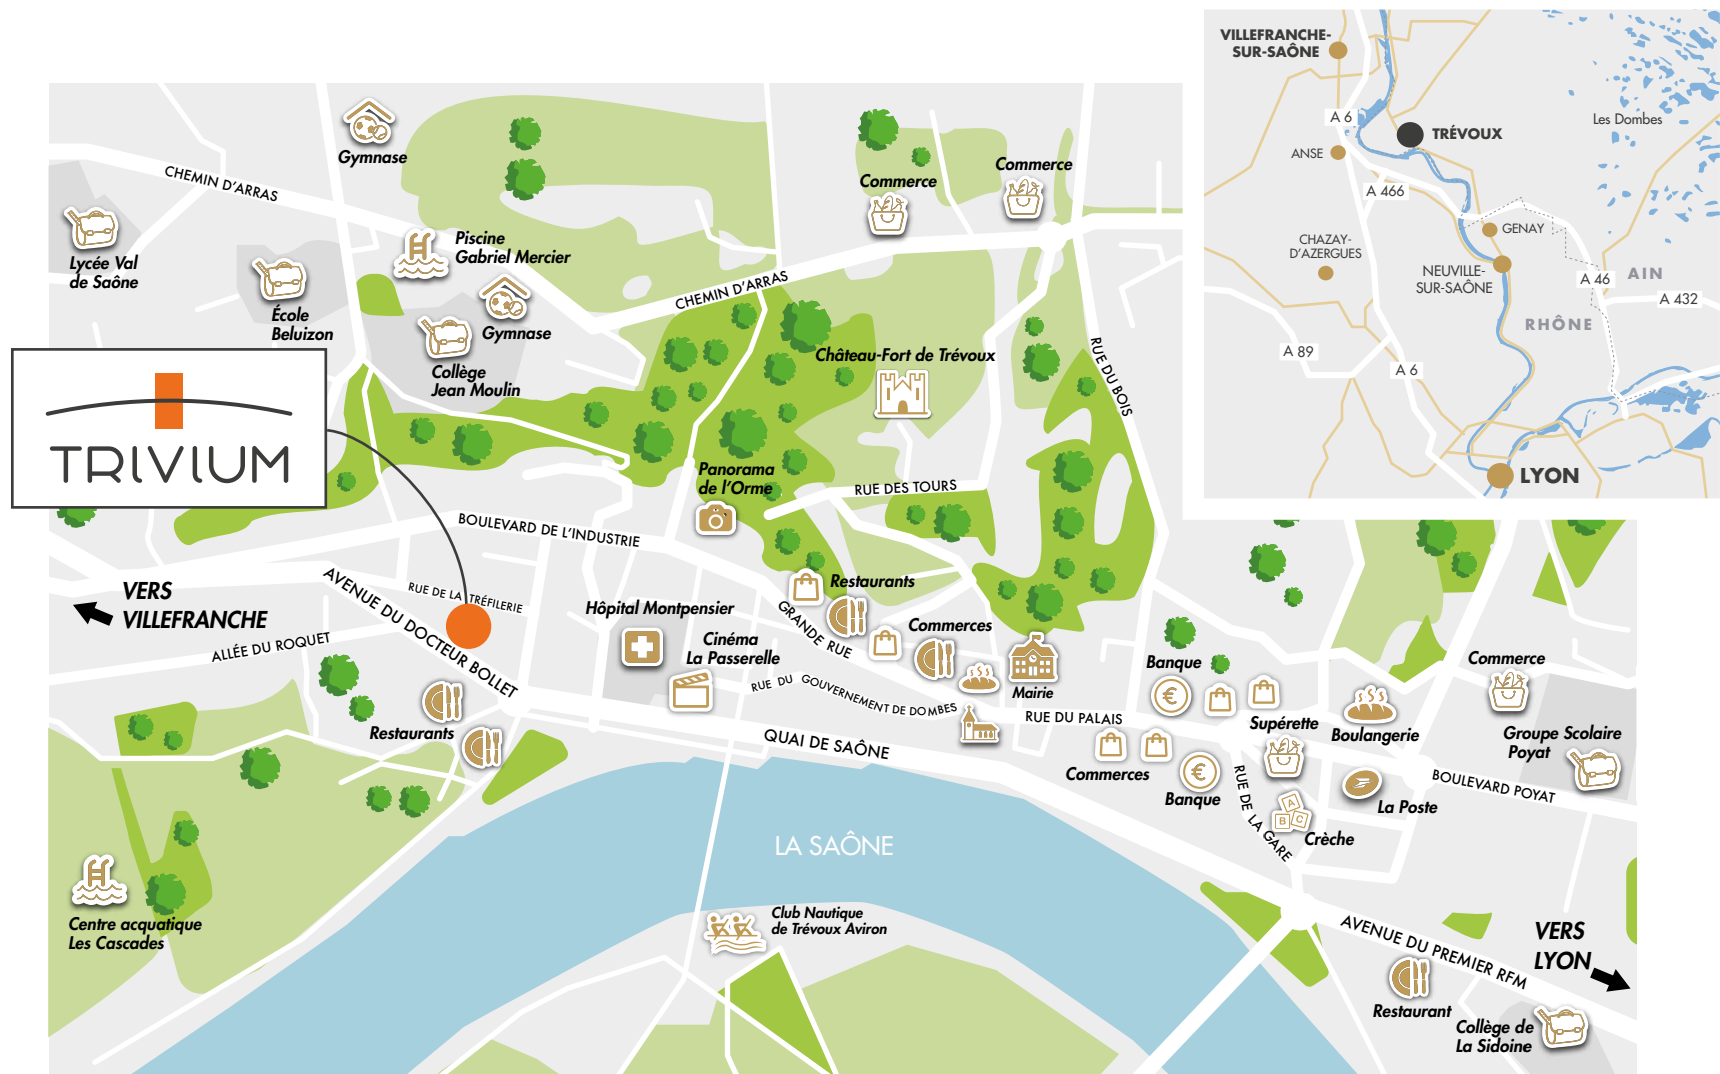 VILLEFRANCHE-
SUR-SAÔNE
A 6
TRÉVOUX
Les Dombes
ANSE
A 466
GENAY
CHAZAY-
D'AZERGUES
NEUVILLE-
SUR-SAÔNE
A 46
AIN
A 432
RHÔNE
A 89
A 6
LYON
Gymnase
CHEMIN D'ARRAS
Commerce
Commerce
Lycée Val
de Saône
Piscine
Gabriel Mercier
École
Beluizon
Gymnase
CHEMIN D'ARRAS
Collège
Jean Moulin
Château-Fort de Trévoux
RUE DU BOIS
TRIVIUM
Panorama
de l'Orme
RUE DES TOURS
BOULEVARD DE L'INDUSTRIE
VERS
VILLEFRANCHE
AVENUE DU DOCTEUR BOLLET
RUE DE LA TRÉFILERIE
ALLÉE DU ROQUET
Hôpital Montpensier
Cinéma
La Passerelle
Restaurants
GRANDE RUE
Commerces
RUE DU GOUVERNEMENT DE DOMBES
Mairie
Banque
€
Restaurants
QUAI DE SAÔNE
RUE DU PALAIS
Supérette
Boulangerie
Commerce
Groupe Scolaire
Poyat
Commerces
€
Banque
RUE DE LA GARE
A
B
C
Crèche
La Poste
BOULEVARD POYAT
LA SAÔNE
Centre acquatique
Les Cascades
Club Nautique
de Trévoux Aviron
AVENUE DU PREMIER RFM
VERS
LYON
Restaurant
Collège de
La Sidoine